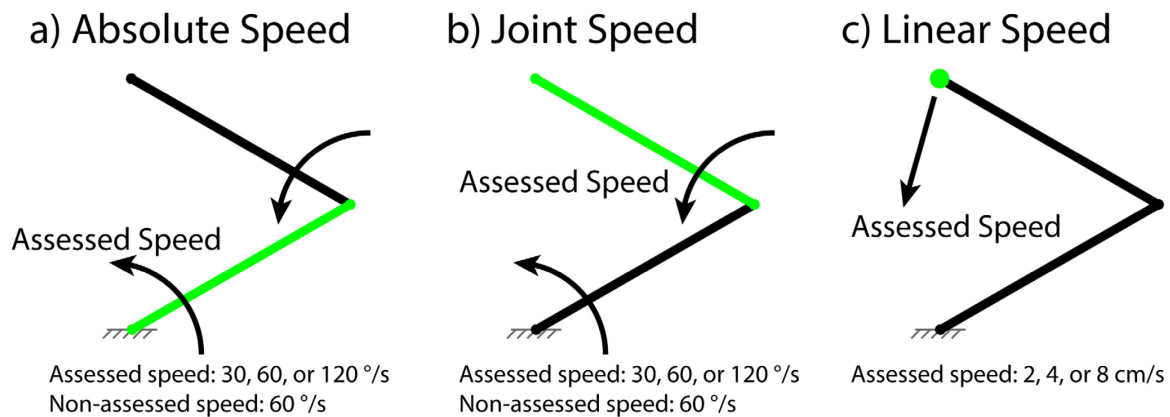 a) Absolute Speed
Assessed Speed
Assessed speed: 30, 60, or 120 °/s
Non-assessed speed: 60 °/s
b) Joint Speed
Assessed Speed
Assessed speed: 30, 60, or 120 °/s
Non-assessed speed: 60 °/s
c) Linear Speed
Assessed Speed
Assessed speed: 2, 4, or 8 cm/s